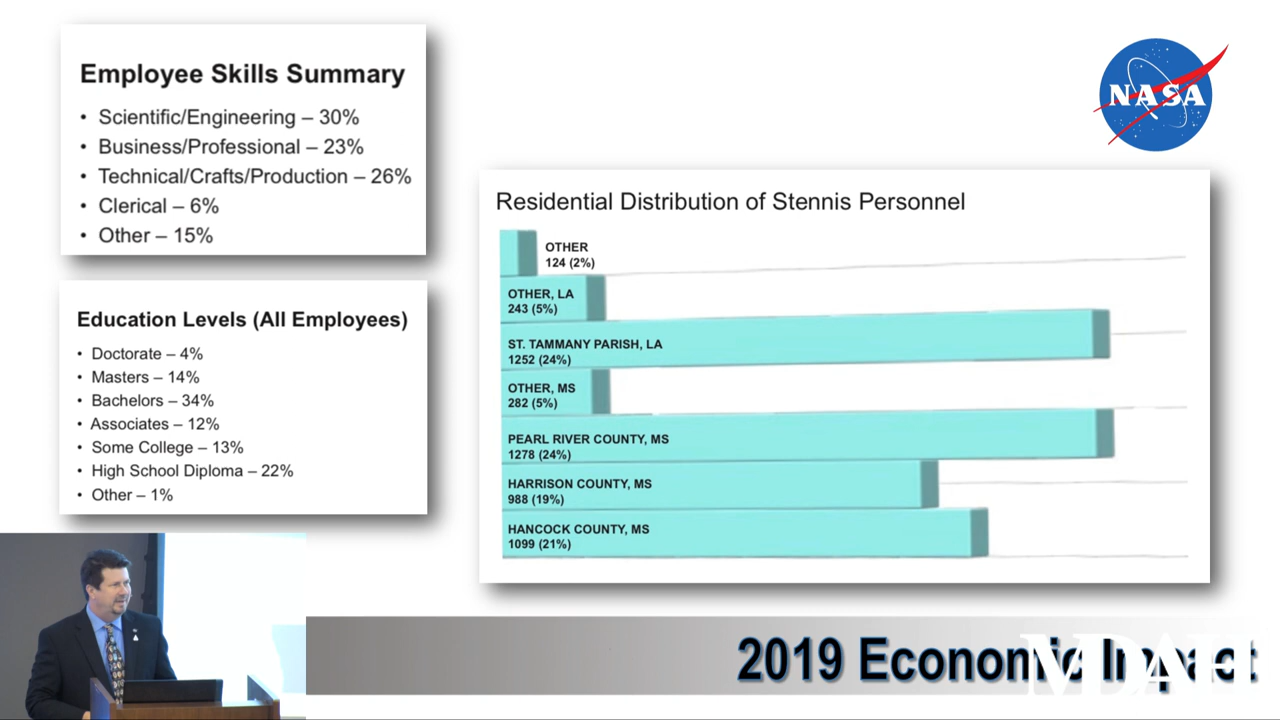 Employee Skills Summary
• Scientific/Engineering – 30%
• Business/Professional – 23%
• Technical/Crafts/Production – 26%
• Clerical – 6%
• Other – 15%
Education Levels (All Employees)
• Doctorate – 4%
• Masters – 14%
• Bachelors – 34%
• Associates – 12%
• Some College – 13%
• High School Diploma – 22%
• Other – 1%
NASA
Residential Distribution of Stennis Personnel
OTHER
124 (2%)
OTHER, LA
243 (5%)
ST. TAMMANY PARISH, LA
1252 (24%)
OTHER, MS
282 (5%)
PEARL RIVER COUNTY, MS
1278 (24%)
HARRISON COUNTY, MS
988 (19%)
HANCOCK COUNTY, MS
1099 (21%)
2019 Economic Impact
MDAH